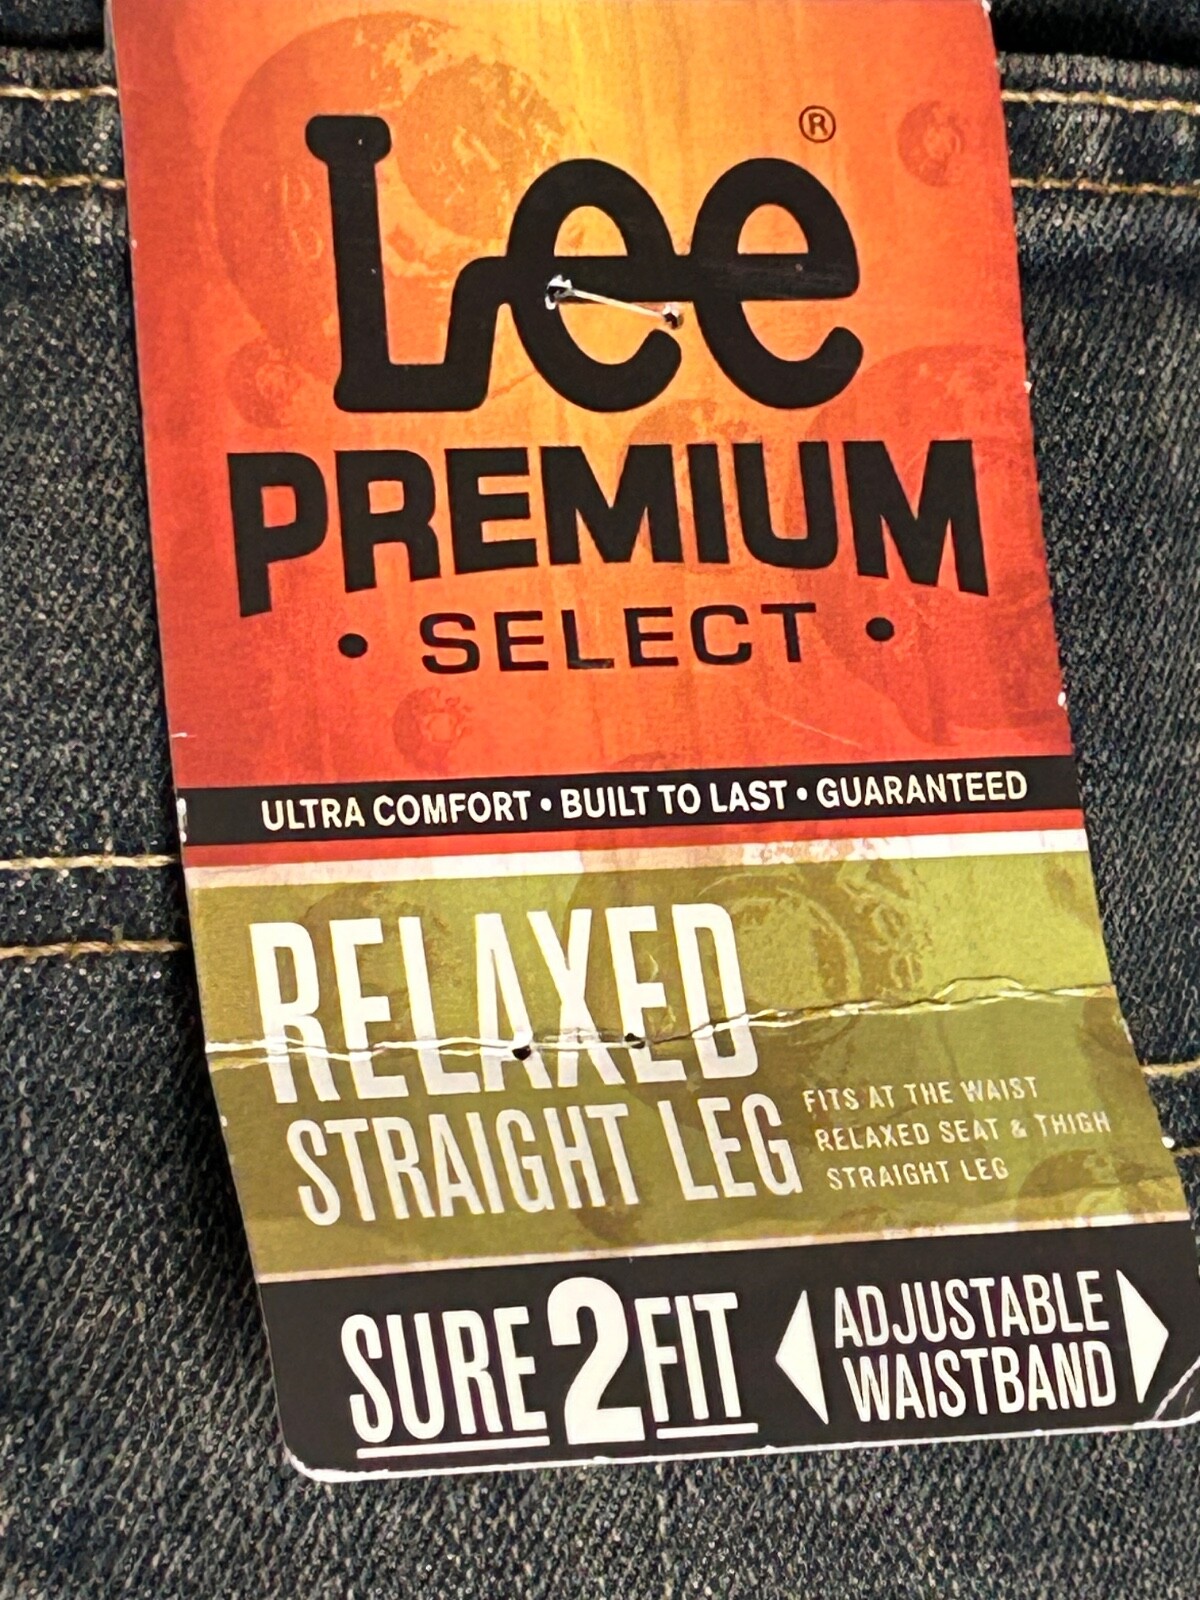 Lee®
PREMIUM
• SELECT •
ULTRA COMFORT • BUILT TO LAST • GUARANTEED
RELAXED
STRAIGHT LEG
FITS AT THE WAIST
RELAXED SEAT & THIGH
STRAIGHT LEG
SURE2FIT
ADJUSTABLE
WAISTBAND